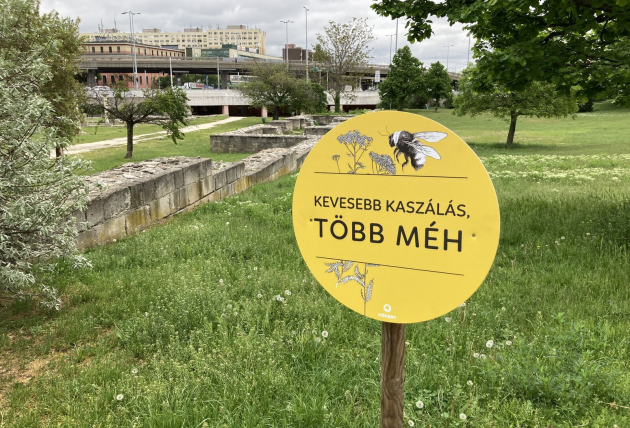 KEVESEBB KASZÁLÁS,
TÖBB MÉH